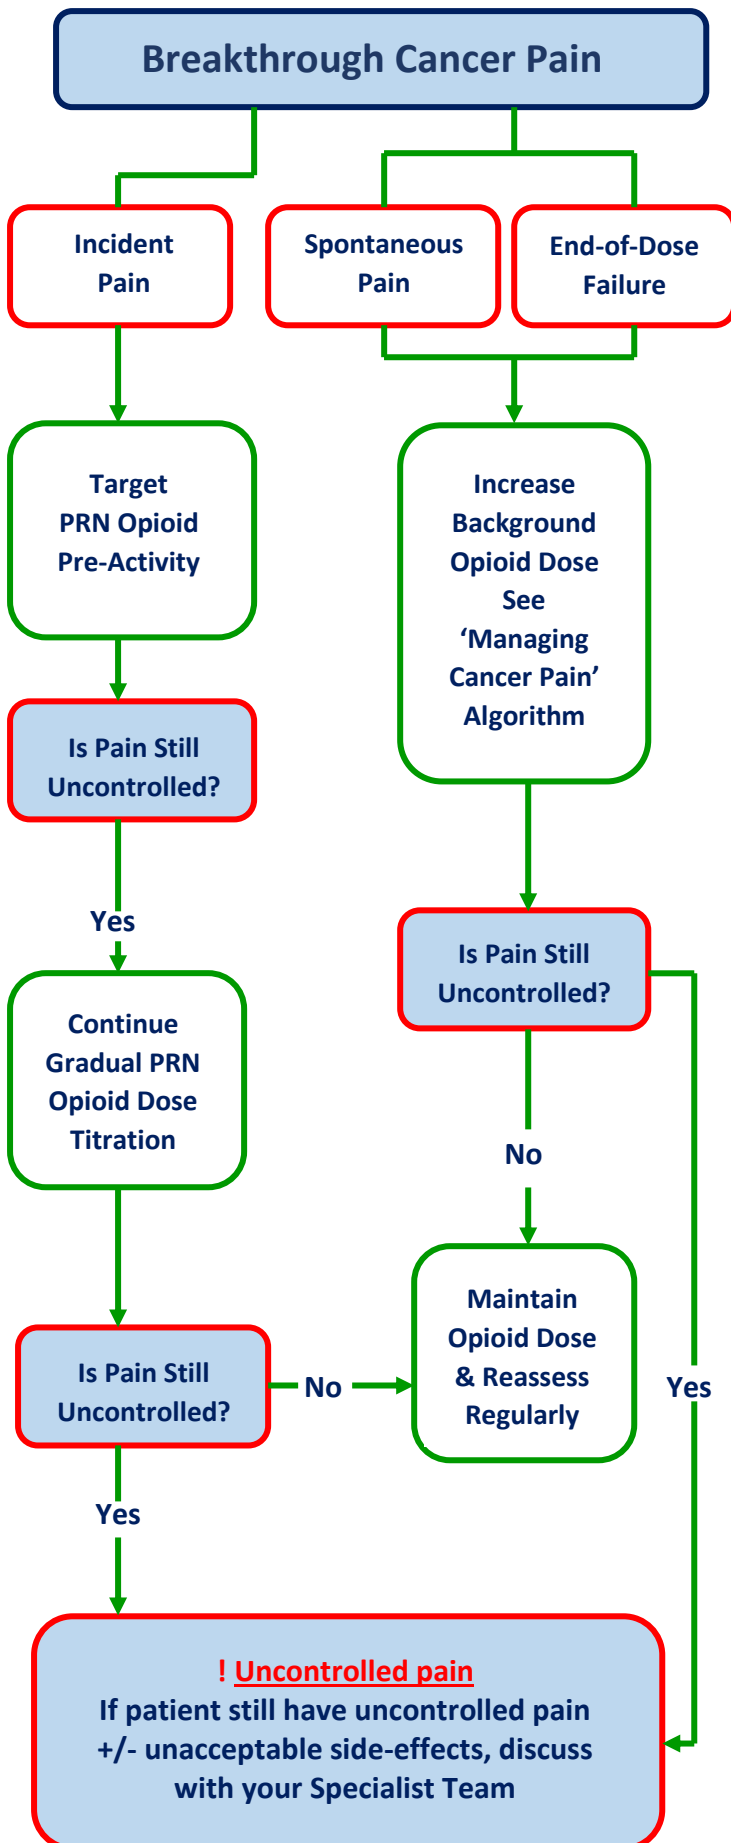 Breakthrough Cancer Pain
Incident
Pain
Spontaneous
Pain
End-of-Dose
Failure
Target
PRN Opioid
Pre-Activity
Increase
Background
Opioid Dose
See
‘Managing
Cancer Pain’
Algorithm
Is Pain Still
Uncontrolled?
Yes
Is Pain Still
Uncontrolled?
Continue
Gradual PRN
Opioid Dose
Titration
No
Maintain
Opioid Dose
& Reassess
Regularly
Is Pain Still
Uncontrolled?
No
Yes
Yes
! Uncontrolled pain
If patient still have uncontrolled pain
+/- unacceptable side-effects, discuss
with your Specialist Team